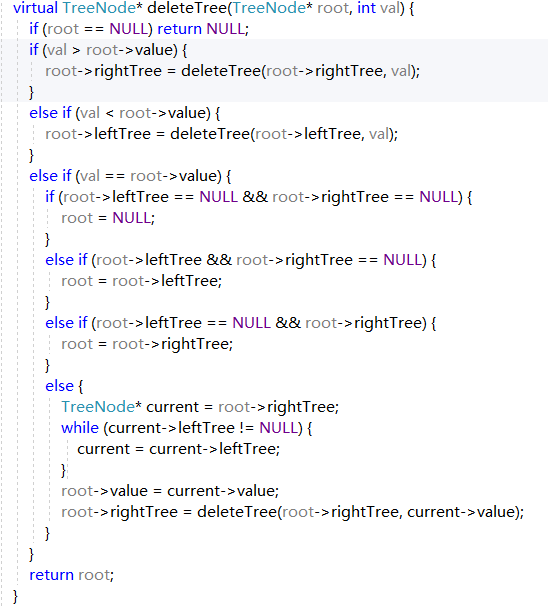 virtual TreeNode* deleteTree(TreeNode* root, int val) {
if (root == NULL) return NULL;
if (val > root->value) {
root->rightTree = deleteTree(root->rightTree, val);
}
else if (val < root->value) {
root->leftTree = deleteTree(root->leftTree, val);
}
else if (val == root->value) {
if (root->leftTree == NULL && root->rightTree == NULL) {
root = NULL;
}
else if (root->leftTree && root->rightTree == NULL) {
root = root->leftTree;
}
else if (root->leftTree == NULL && root->rightTree) {
root = root->rightTree;
}
else {
TreeNode* current = root->rightTree;
while (current->leftTree != NULL) {
current = current->leftTree;
}
root->value = current->value;
root->rightTree = deleteTree(root->rightTree, current->value);
}
}
return root;
}